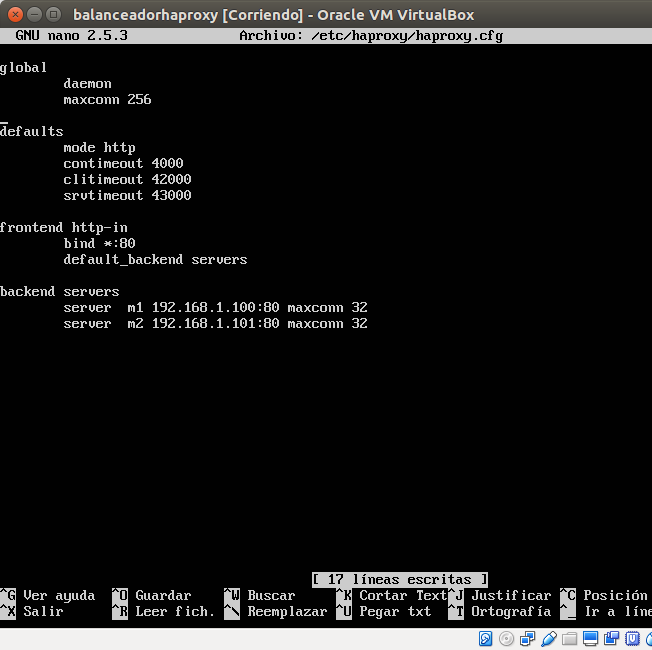 balanceadorhaproxy [Corriendo] - Oracle VM VirtualBox
GNU nano 2.5.3 Archivo: /etc/haproxy/haproxy.cfg
global
daemon
maxconn 256
defaults
mode http
contimeout 4000
clitimeout 42000
srvtimeout 43000
frontend http-in
bind *:80
default_backend servers
backend servers
server m1 192.168.1.100:80 maxconn 32
server m2 192.168.1.101:80 maxconn 32
[ 17 líneas escritas ]
^G Ver ayuda ^O Guardar ^W Buscar ^K Cortar Text ^J Justificar ^C Posición
^X Salir ^R Leer fich. ^\ Reemplazar ^U Pegar txt ^T Ortografía ^_ Ir a líne